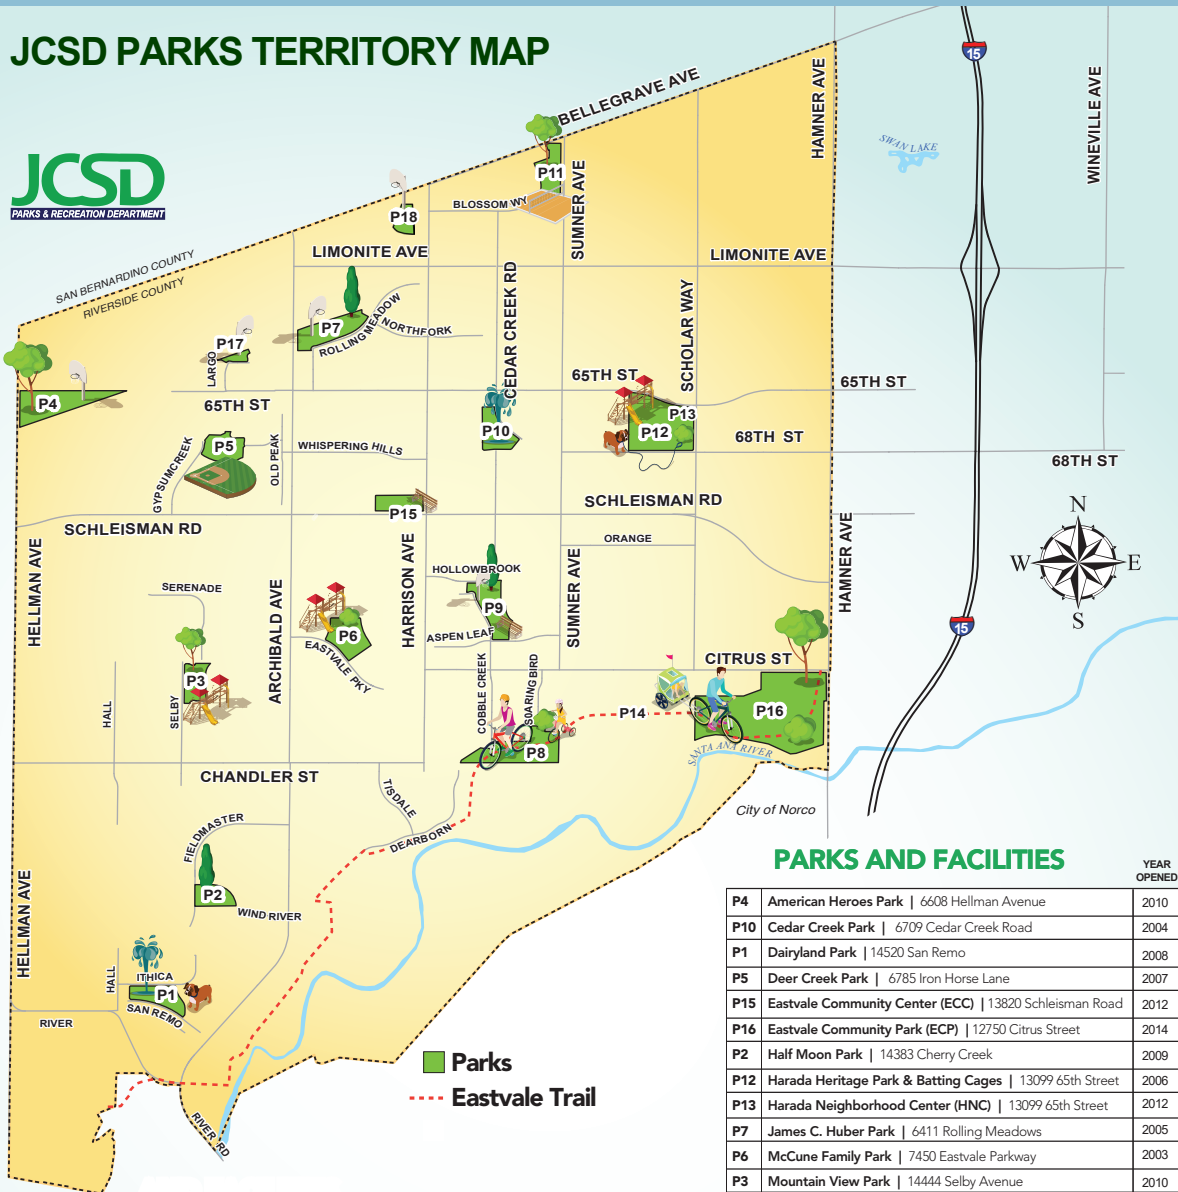 JCSD PARKS TERRITORY MAP
JCSD
PARKS & RECREATION DEPARTMENT
BELLEGRAVE AVE
HAMNER AVE
15
WINEVILLE AVE
SWAN LAKE
P11
SUMNER AVE
BLOSSOM WY
P18
LIMONITE AVE
LIMONITE AVE
SAN BERNARDINO COUNTY
RIVERSIDE COUNTY
CEDAR CREEK RD
SCHOLAR WAY
P7
ROLLING MEADOW
NORTHFORK
P17
LARGO
P4
65TH ST
65TH ST
65TH ST
P10
P13
P12
68TH ST
68TH ST
P5
GYPSUMCREEK
OLD PEAK
WHISPERING HILLS
P15
SCHLEISMAN RD
SCHLEISMAN RD
ORANGE
HELLMAN AVE
ARCHIBALD AVE
HARRISON AVE
SUMNER AVE
HAMNER AVE
N
W
E
S
HOLLOWBROOK
P9
ASPEN LEAF
SERENADE
P6
EASTVALE PKY
P3
SELBY
HALL
COBBLE CREEK
SOARING BIRD
CITRUS ST
15
P14
P16
SANTA ANA RIVER
P8
CHANDLER ST
TISDALE
DEARBORN
City of Norco
FIELDMASTER
P2
WIND RIVER
HELLMAN AVE
HALL
ITHICA
P1
SAN REMO
RIVER
RIVER RD
Parks
Eastvale Trail
PARKS AND FACILITIES
YEAR
OPENED
P4 American Heroes Park | 6608 Hellman Avenue 2010
P10 Cedar Creek Park | 6709 Cedar Creek Road 2004
P1 Dairyland Park | 14520 San Remo 2008
P5 Deer Creek Park | 6785 Iron Horse Lane 2007
P15 Eastvale Community Center (ECC) | 13820 Schleisman Road 2012
P16 Eastvale Community Park (ECP) | 12750 Citrus Street 2014
P2 Half Moon Park | 14383 Cherry Creek 2009
P12 Harada Heritage Park & Batting Cages | 13099 65th Street 2006
P13 Harada Neighborhood Center (HNC) | 13099 65th Street 2012
P7 James C. Huber Park | 6411 Rolling Meadows 2005
P6 McCune Family Park | 7450 Eastvale Parkway 2003
P3 Mountain View Park | 14444 Selby Avenue 2010